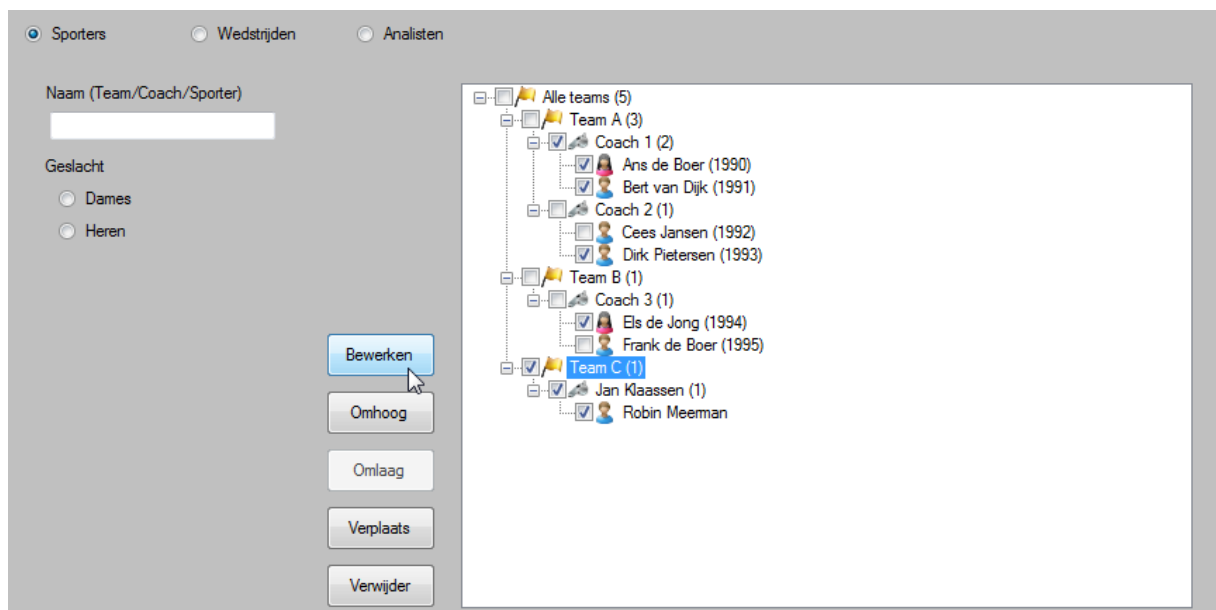 Sporters Wedstrijden Analisten
Naam (Team/Coach/Sporter)
Geslacht
Dames
Heren
Bewerken
Omhoog
Omlaag
Verplaats
Verwijder
Alle teams (5)
Team A (3)
Coach 1 (2)
Ans de Boer (1990)
Bert van Dijk (1991)
Coach 2 (1)
Cees Jansen (1992)
Dirk Pietersen (1993)
Team B (1)
Coach 3 (1)
Els de Jong (1994)
Frank de Boer (1995)
Team C (1)
Jan Klaassen (1)
Robin Meerman